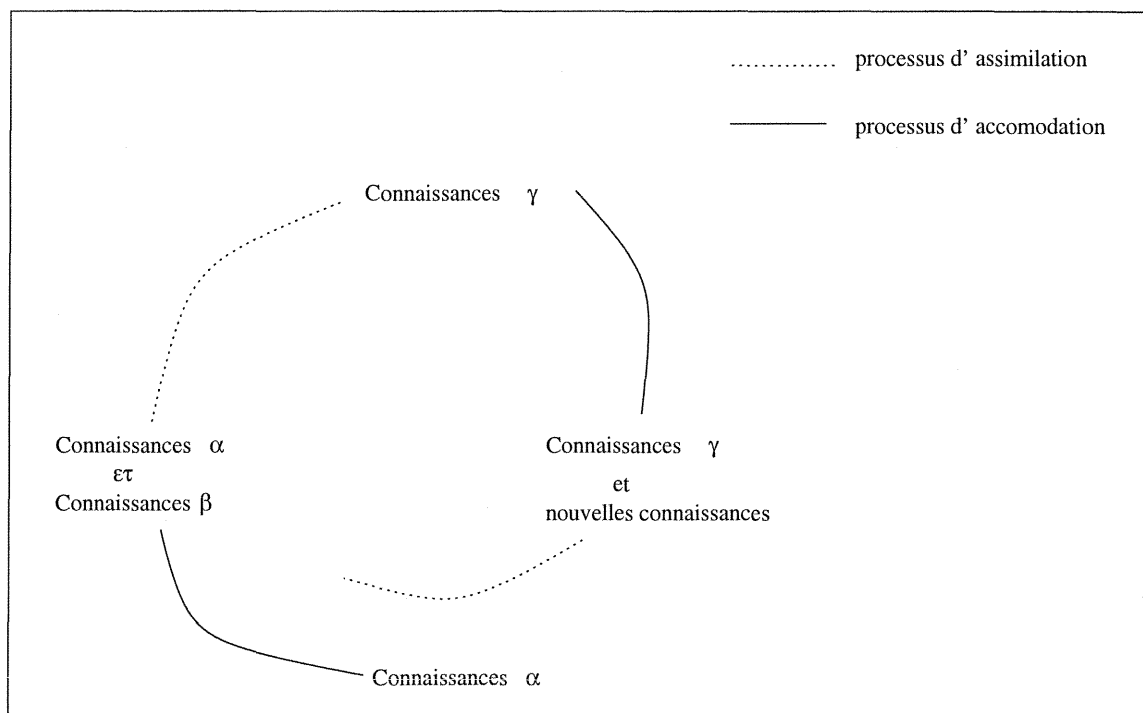 processus d' assimilation
processus d' accomodation
Connaissances γ
Connaissances α
ετ
Connaissances β
Connaissances γ
et
nouvelles connaissances
Connaissances α